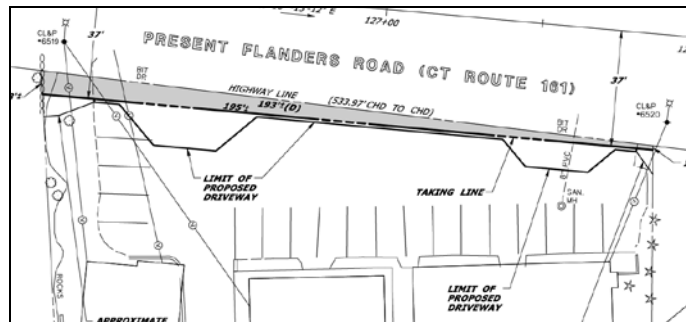 127+00
CL&P
#6519
37'
PRESENT FLANDERS ROAD (CT ROUTE 161)
BIT
DR
HIGHWAY LINE
(533.97' CHD TO CHD)
195'±
193'±(D)
37'
CL&P
#6520
BIT
DR
LIMIT OF
PROPOSED
DRIVEWAY
TAKING LINE
SAN.
MH
LIMIT OF
PROPOSED
DRIVEWAY
ROCKS
APPROXIMATE